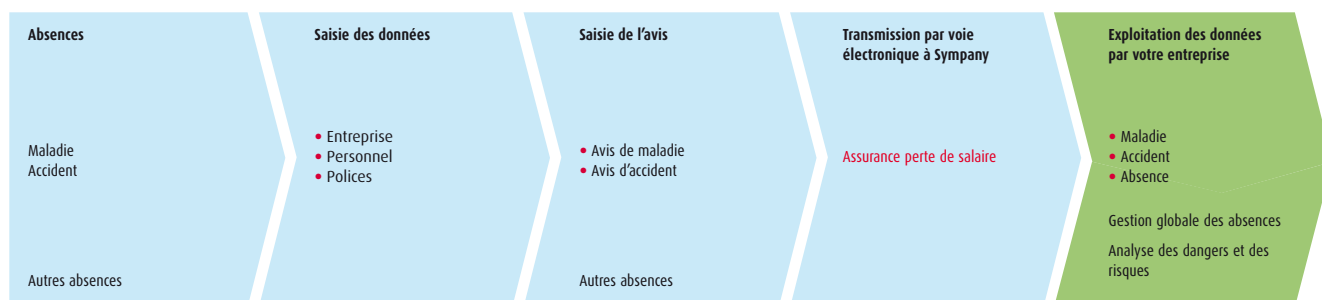 Absences
Maladie
Accident
Autres absences
Saisie des données
• Entreprise
• Personnel
• Polices
Saisie de l’avis
• Avis de maladie
• Avis d’accident
Autres absences
Transmission par voie
électronique à Sympany
Assurance perte de salaire
Exploitation des données
par votre entreprise
• Maladie
• Accident
• Absence
Gestion globale des absences
Analyse des dangers et des
risques